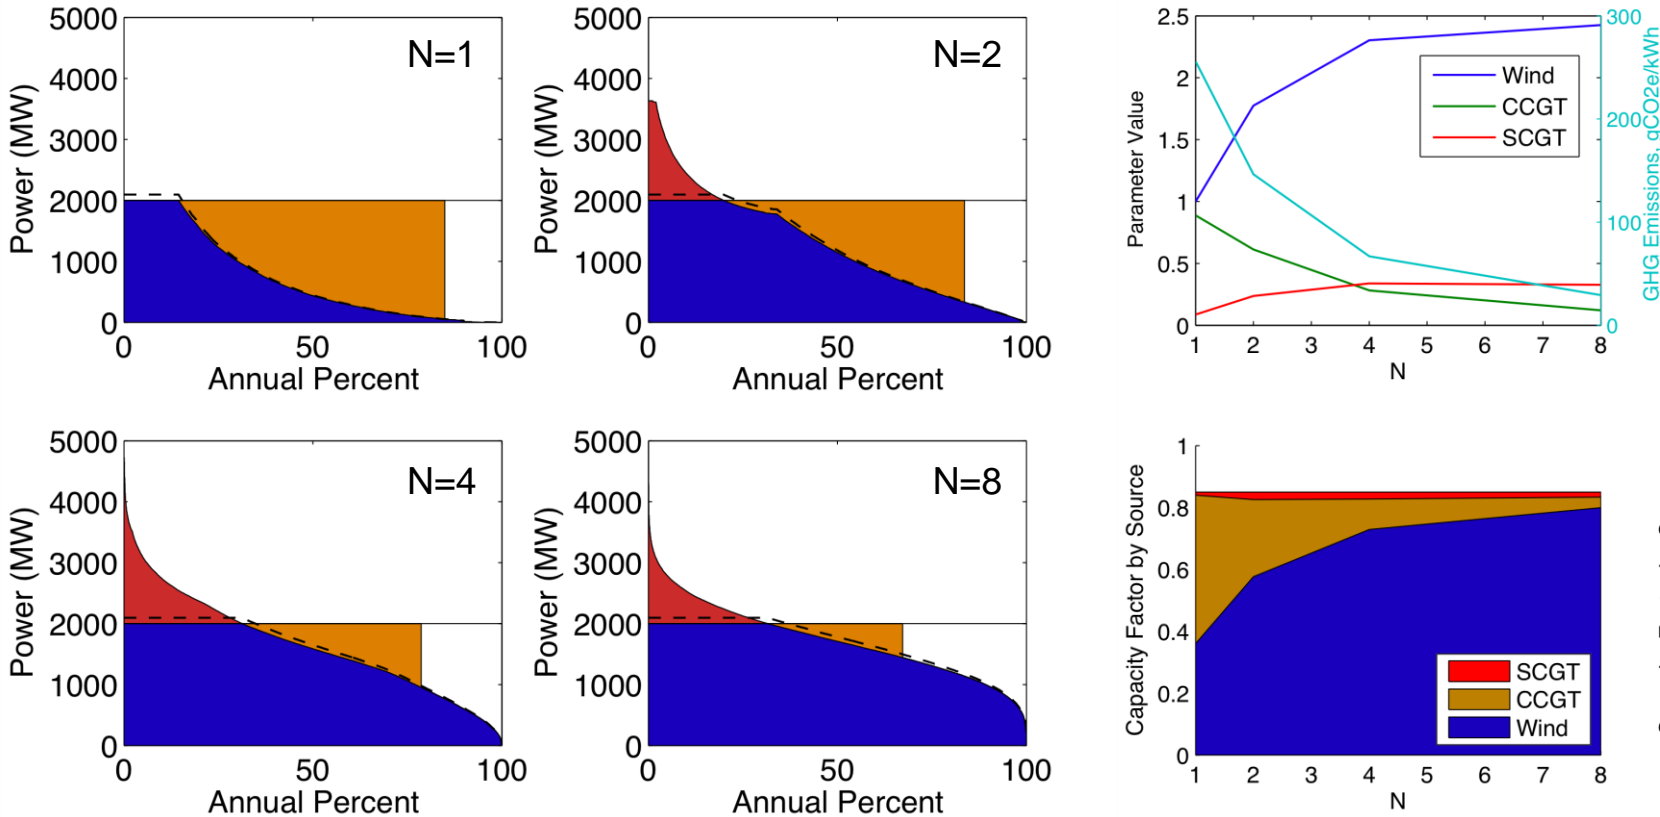 5000
4000
3000
2000
1000
0
Power (MW)
N=1
0
50
100
Annual Percent
5000
4000
3000
2000
1000
0
Power (MW)
N=2
0
50
100
Annual Percent
2.5
2
1.5
1
0.5
0
Parameter Value
Wind
CCGT
SCGT
300
200
100
0
GHG Emissions, gCO2e/kWh
1 2 3 4 5 6 7 8
N
5000
4000
3000
2000
1000
0
Power (MW)
N=4
0
50
100
Annual Percent
5000
4000
3000
2000
1000
0
Power (MW)
N=8
0
50
100
Annual Percent
1
0.8
0.6
0.4
0.2
0
Capacity Factor by Source
SCGT
CCGT
Wind
1 2 3 4 5 6 7 8
N